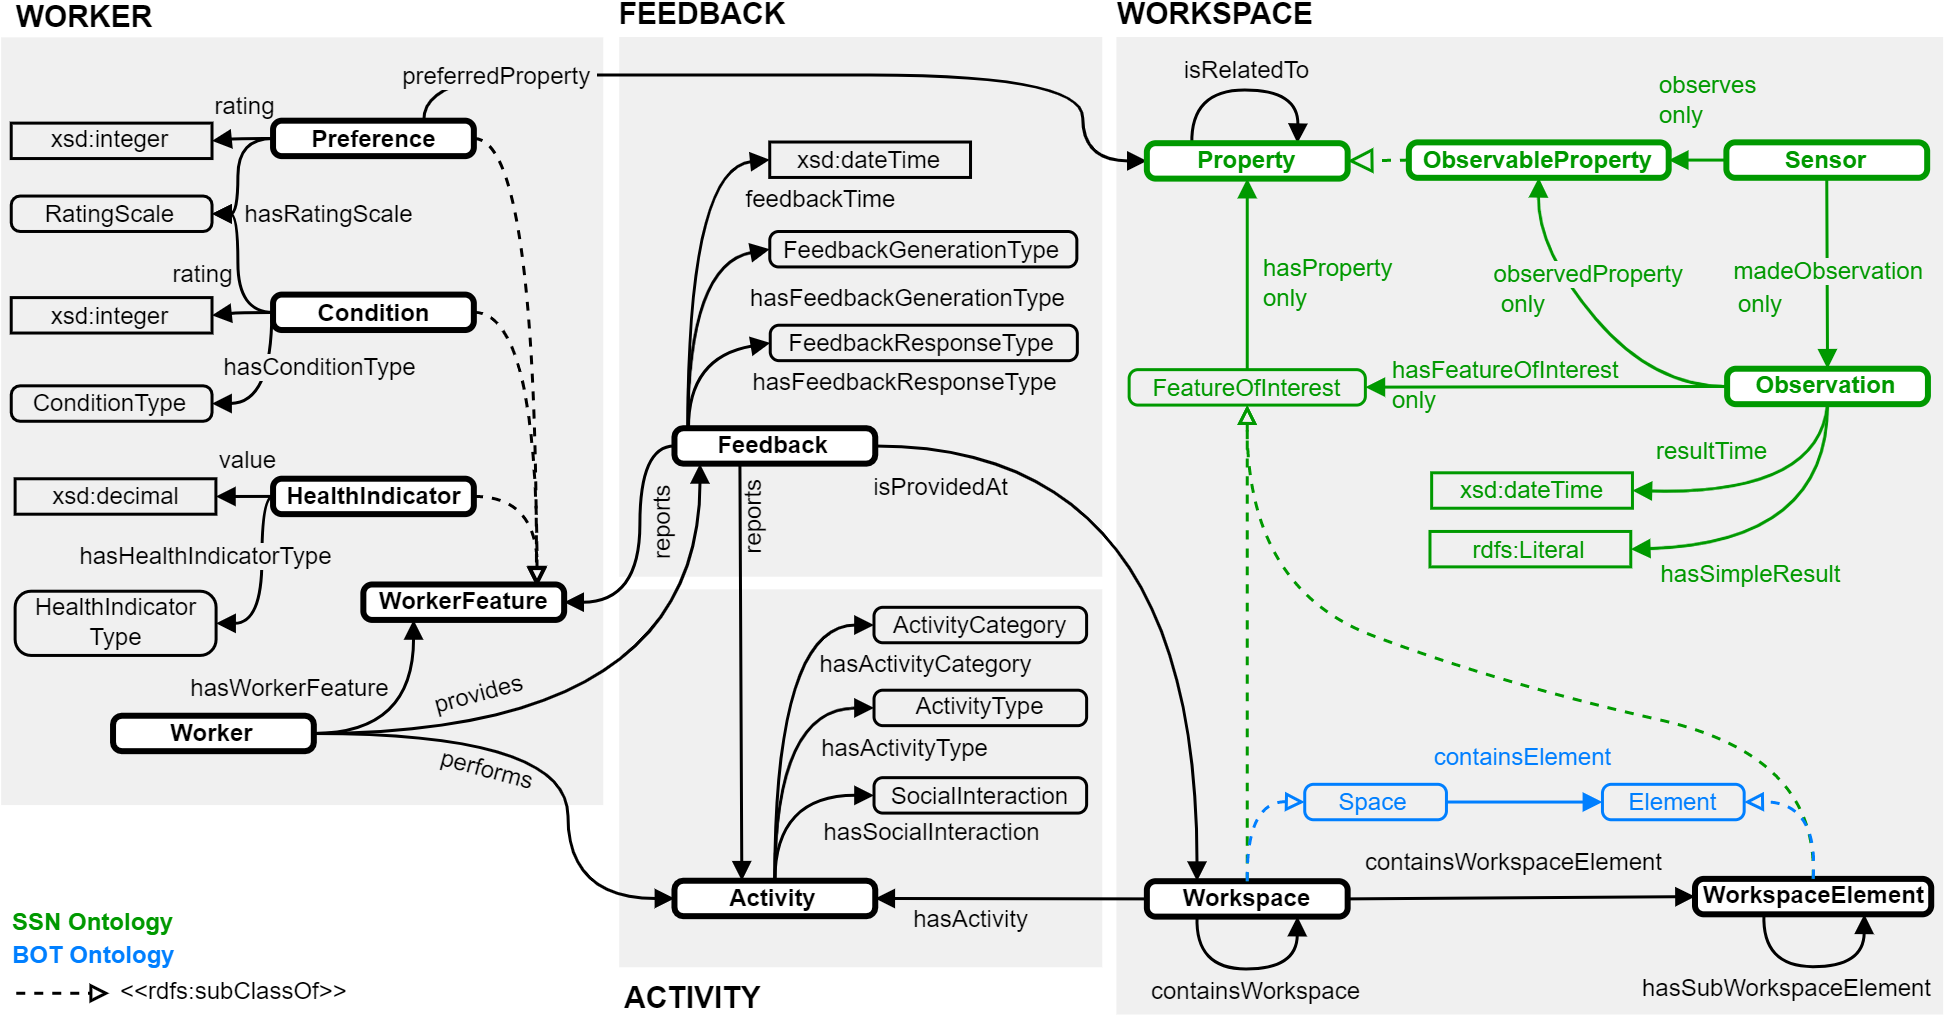 WORKER
preferredProperty
rating
xsd:integer
Preference
RatingScale
hasRatingScale
rating
xsd:integer
Condition
hasConditionType
ConditionType
value
xsd:decimal
HealthIndicator
hasHealthIndicatorType
HealthIndicator
Type
WorkerFeature
hasWorkerFeature
Worker
provides
performs
FEEDBACK
xsd:dateTime
feedbackTime
FeedbackGenerationType
hasFeedbackGenerationType
FeedbackResponseType
hasFeedbackResponseType
Feedback
isProvidedAt
reports
reports
ActivityCategory
hasActivityCategory
ActivityType
hasActivityType
SocialInteraction
hasSocialInteraction
Activity
hasActivity
ACTIVITY
WORKSPACE
isRelatedTo
observes
only
Property
ObservableProperty
Sensor
hasProperty
only
observedProperty
only
madeObservation
only
FeatureOfInterest
hasFeatureOfInterest
only
Observation
resultTime
xsd:dateTime
rdfs:Literal
hasSimpleResult
containsElement
Space
Element
containsWorkspaceElement
Workspace
WorkspaceElement
containsWorkspace
hasSubWorkspaceElement
SSN Ontology
BOT Ontology
<<rdfs:subClassOf>>